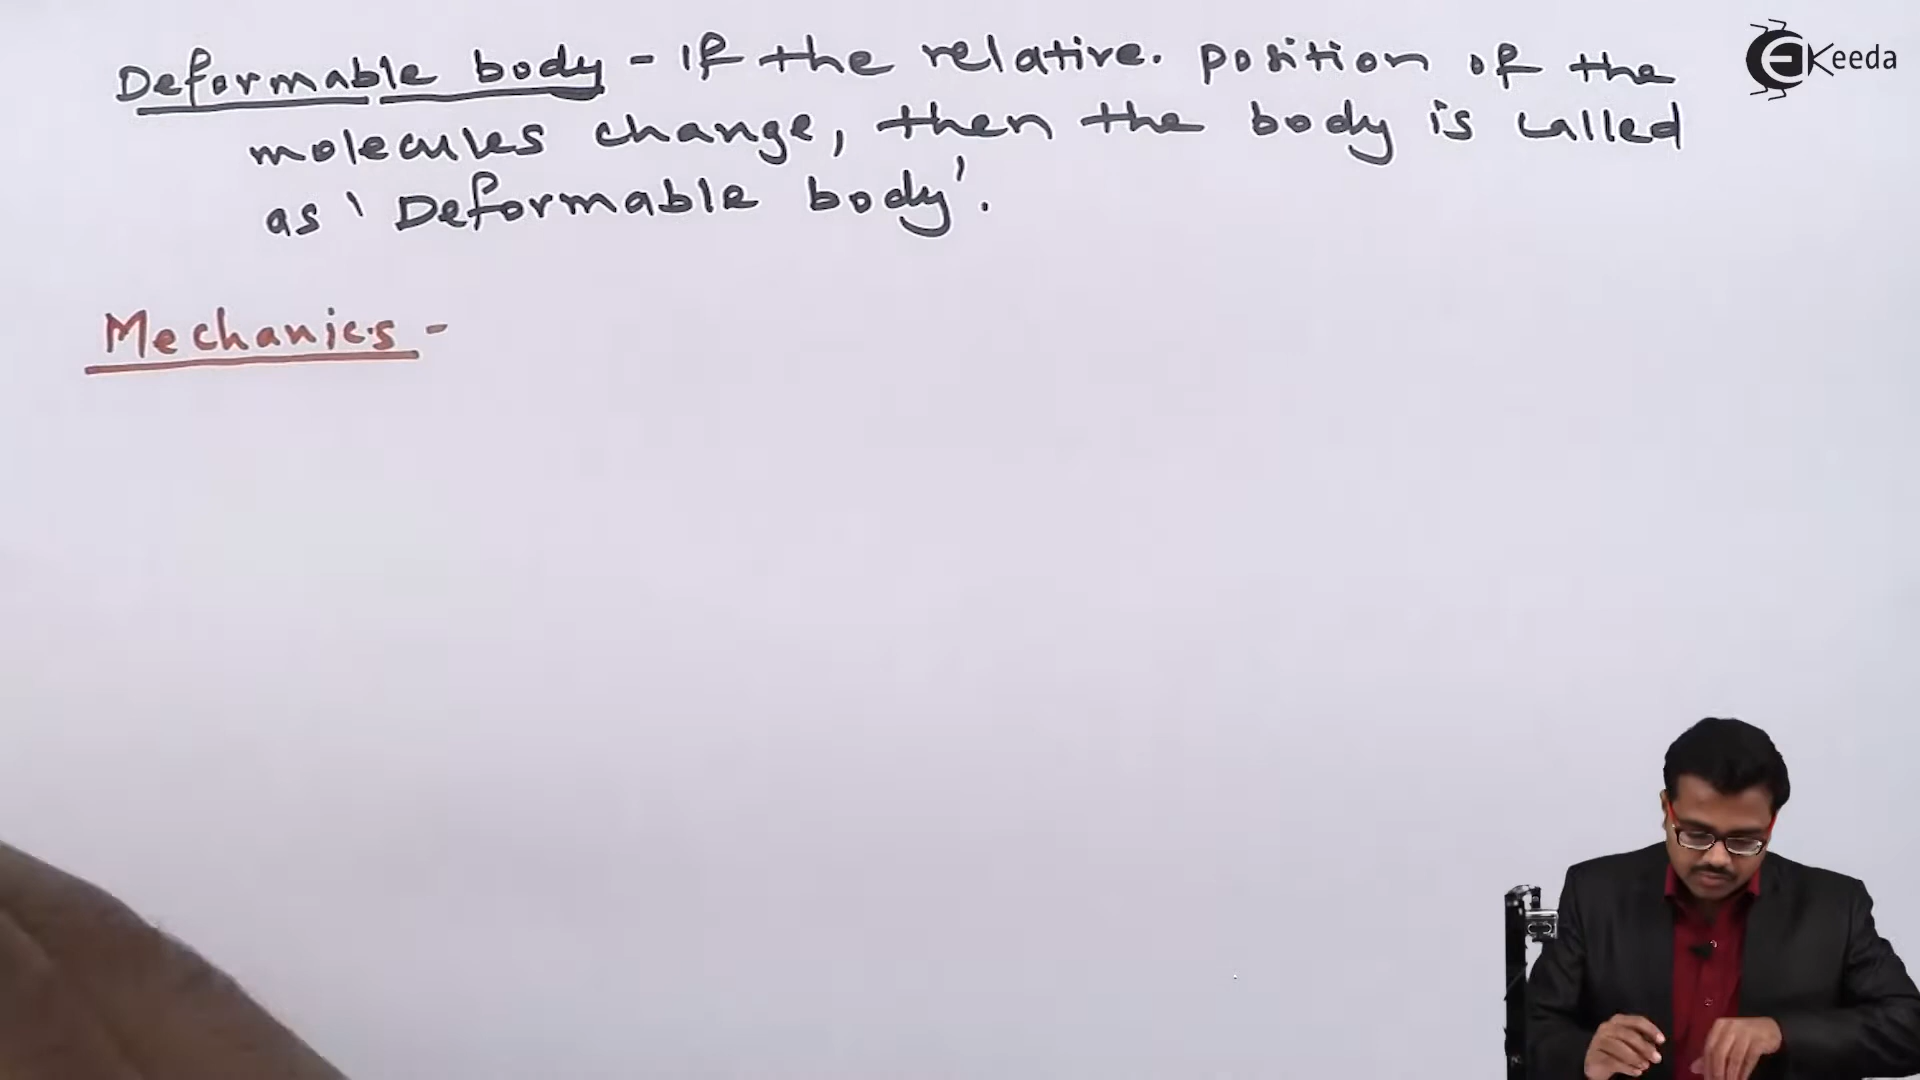 Deformable body - If the relative. position of the
molecules change, then the body is called
as 'Deformable body'.
Mechanics -
EKeeda